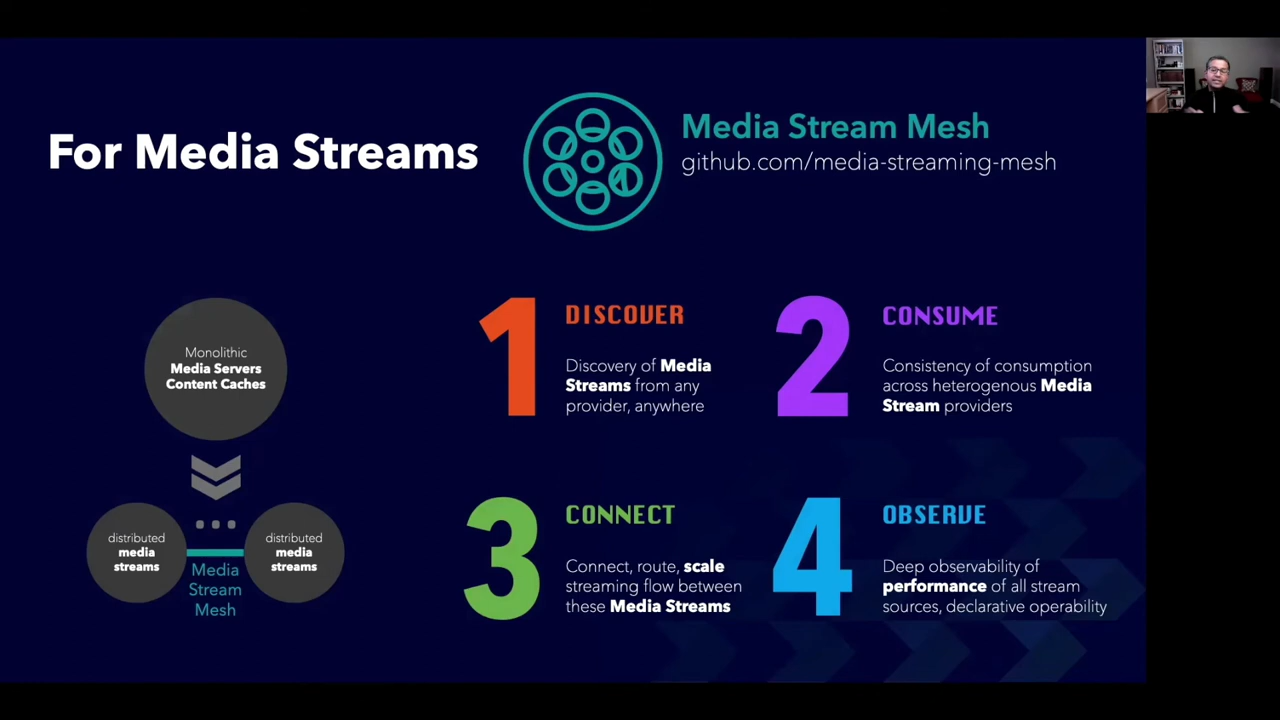 For Media Streams
Media Stream Mesh
github.com/media-streaming-mesh
Monolithic
Media Servers
Content Caches
distributed
media
streams
distributed
media
streams
Media
Stream
Mesh
1
DISCOVER
Discovery of Media
Streams from any
provider, anywhere
2
CONSUME
Consistency of consumption
across heterogenous Media
Stream providers
3
CONNECT
Connect, route, scale
streaming flow between
these Media Streams
4
OBSERVE
Deep observability of
performance of all stream
sources, declarative operability